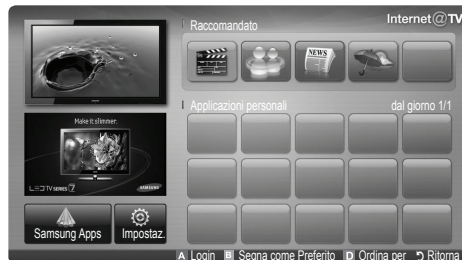 Internet@TV
Raccomandato
NEWS
Applicazioni personali dal giorno 1/1
Make it slimmer.
LED TV SERIES 7 SAMSUNG
Samsung Apps Impostaz.
A Login B Segna come Preferito D Ordina per Ritorna